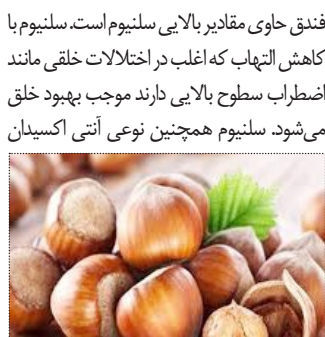 فندق حاوی مقادیر بالایی سلنیوم است. سلنیوم با
کاهش التهاب که اغلب در اختلالات خلقی مانند
اضطراب سطوح بالایی دارند موجب بهبود خلق
می‌شود. سلنیوم همچنین نوعی آنتی اکسیدان